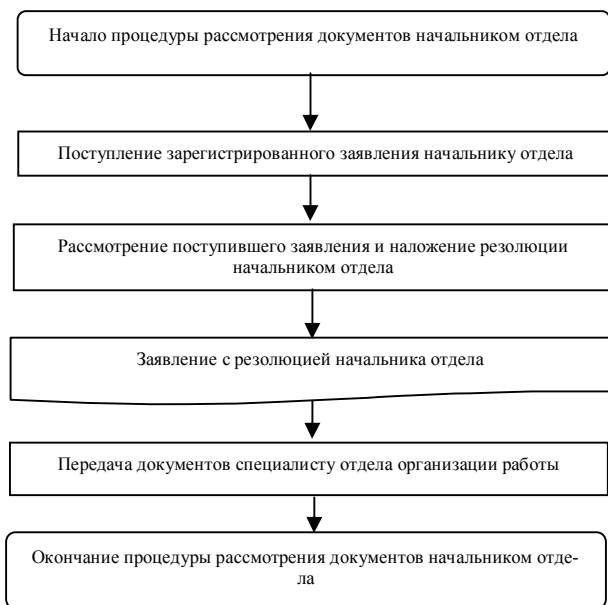 Начало процедуры рассмотрения документов начальником отдела
Поступление зарегистрированного заявления начальнику отдела
Рассмотрение поступившего заявления и наложение резолюции
начальником отдела
Заявление с резолюцией начальника отдела
Передача документов специалисту отдела организации работы
Окончание процедуры рассмотрения документов начальником отде-
ла